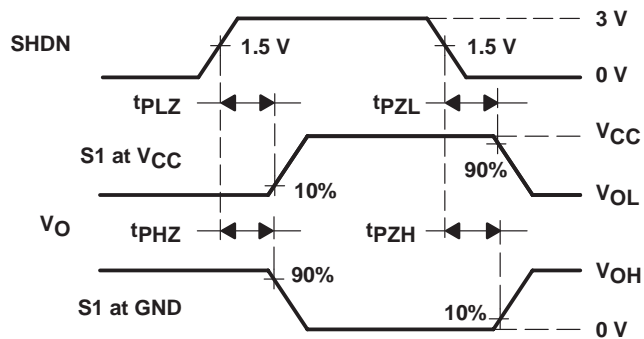 3 V
SHDN
1.5 V
1.5 V
0 V
tPLZ
tPZL
VCC
S1 at VCC
90%
10%
VOL
VO
tPHZ
tPZH
90%
VOH
S1 at GND
10%
0 V